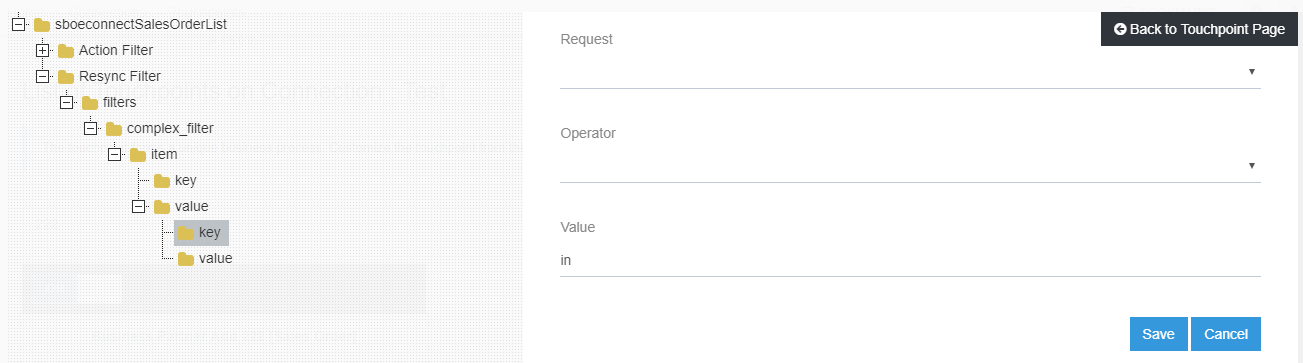 sboeconnectSalesOrderList
Action Filter
Resync Filter
filters
complex_filter
item
key
value
key
value
Back to Touchpoint Page
Request
Operator
Value
in
Save
Cancel